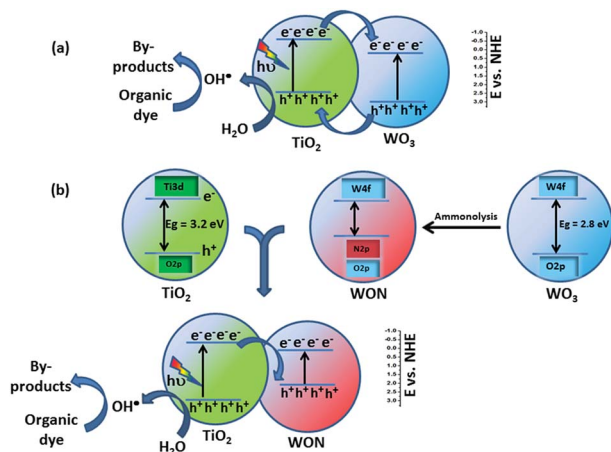 (a)
By-
products
Organic
dye
OH•
H₂O
hυ
e⁻e⁻e⁻e⁻
h⁺h⁺h⁺h⁺
TiO₂
e⁻e⁻e⁻e⁻
h⁺h⁺h⁺h⁺
WO₃
-1.0
-0.5
0.0
0.5
1.0
1.5
2.0
2.5
3.0
E vs. NHE
(b)
Ti3d
e⁻
Eg = 3.2 eV
h⁺
O2p
TiO₂
W4f
N2p
O2p
WON
Ammonolysis
W4f
Eg = 2.8 eV
O2p
WO₃
By-
products
Organic
dye
OH•
H₂O
hυ
e⁻e⁻e⁻e⁻
h⁺h⁺h⁺h⁺
TiO₂
e⁻e⁻e⁻e⁻
h⁺h⁺h⁺h⁺
WON
-1.0
-0.5
0.0
0.5
1.0
1.5
2.0
2.5
3.0
E vs. NHE